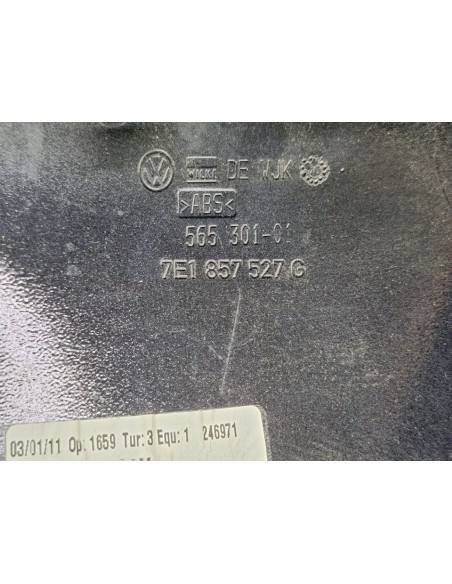 VW DE WJK
>ABS<
565 301-01
7E1 857 527 G
03/01/11 Op: 1659 Tur: 3 Equ: 1 246971